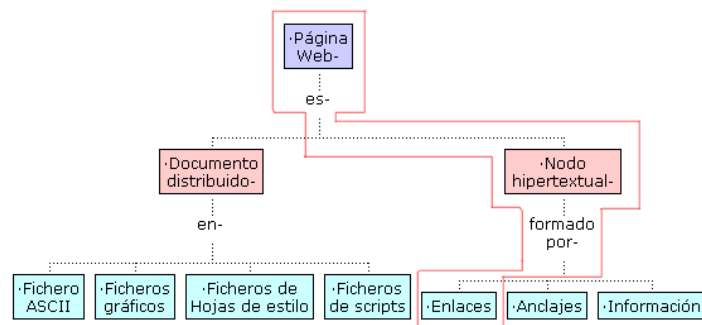 ·Página
Web-
es-
·Documento
distribuido-
·Nodo
hipertextual-
en-
formado
por-
·Fichero
ASCII
·Ficheros
gráficos
·Ficheros de
Hojas de estilo
·Ficheros
de scripts
·Enlaces
·Anclajes
·Información